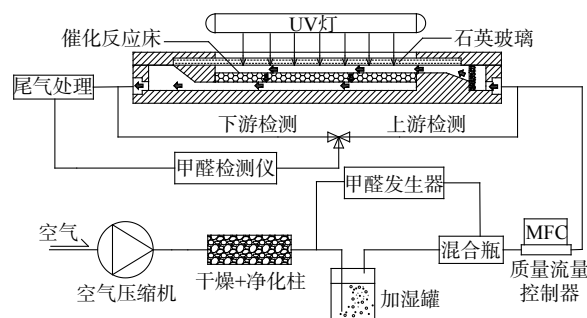 UV灯
催化反应床
石英玻璃
尾气处理
下游检测
上游检测
甲醛检测仪
甲醛发生器
空气
MFC
混合瓶
干燥+净化柱
质量流量
控制器
空气压缩机
加湿罐